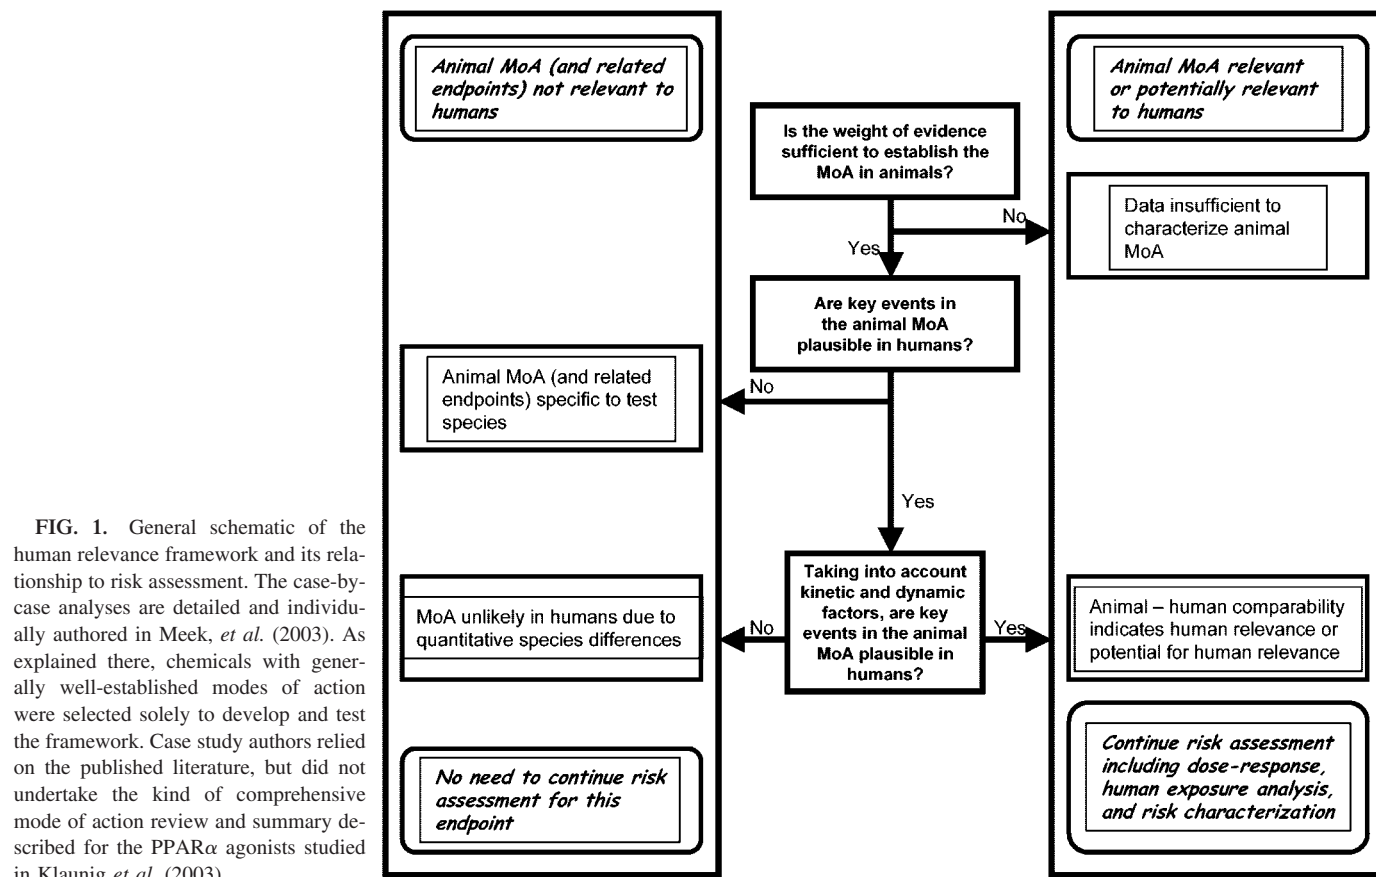 Animal MoA (and related
endpoints) not relevant to
humans
Animal MoA relevant
or potentially relevant
to humans
Is the weight of evidence
sufficient to establish the
MoA in animals?
No
Data insufficient to
characterize animal
MoA
Yes
Are key events in
the animal MoA
plausible in humans?
No
Animal MoA (and related
endpoints) specific to test
species
Yes
Taking into account
kinetic and dynamic
factors, are key
events in the animal
MoA plausible in
humans?
No
Yes
MoA unlikely in humans due to
quantitative species differences
Animal – human comparability
indicates human relevance or
potential for human relevance
No need to continue risk
assessment for this
endpoint
Continue risk assessment
including dose-response,
human exposure analysis,
and risk characterization
FIG. 1. General schematic of the
human relevance framework and its rela-
tionship to risk assessment. The case-by-
case analyses are detailed and individu-
ally authored in Meek, et al. (2003). As
explained there, chemicals with gener-
ally well-established modes of action
were selected solely to develop and test
the framework. Case study authors relied
on the published literature, but did not
undertake the kind of comprehensive
mode of action review and summary de-
scribed for the PPARα agonists studied
in Klaunig et al. (2003).